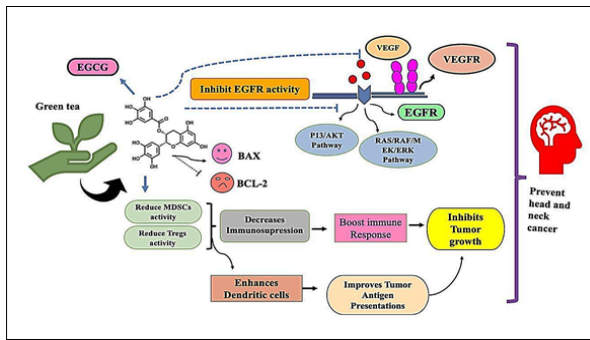 EGCG
Green tea
VEGF
VEGFR
Inhibit EGFR activity
EGFR
P13/AKT
Pathway
RAS/RAF/M
EK/ERK
Pathway
BAX
BCL-2
Reduce MDSCs
activity
Reduce Tregs
activity
Decreases
Immunosupression
Boost immune
Response
Inhibits
Tumor
growth
Enhances
Dendritic cells
Improves Tumor
Antigen
Presentations
Prevent
head and
neck
cancer